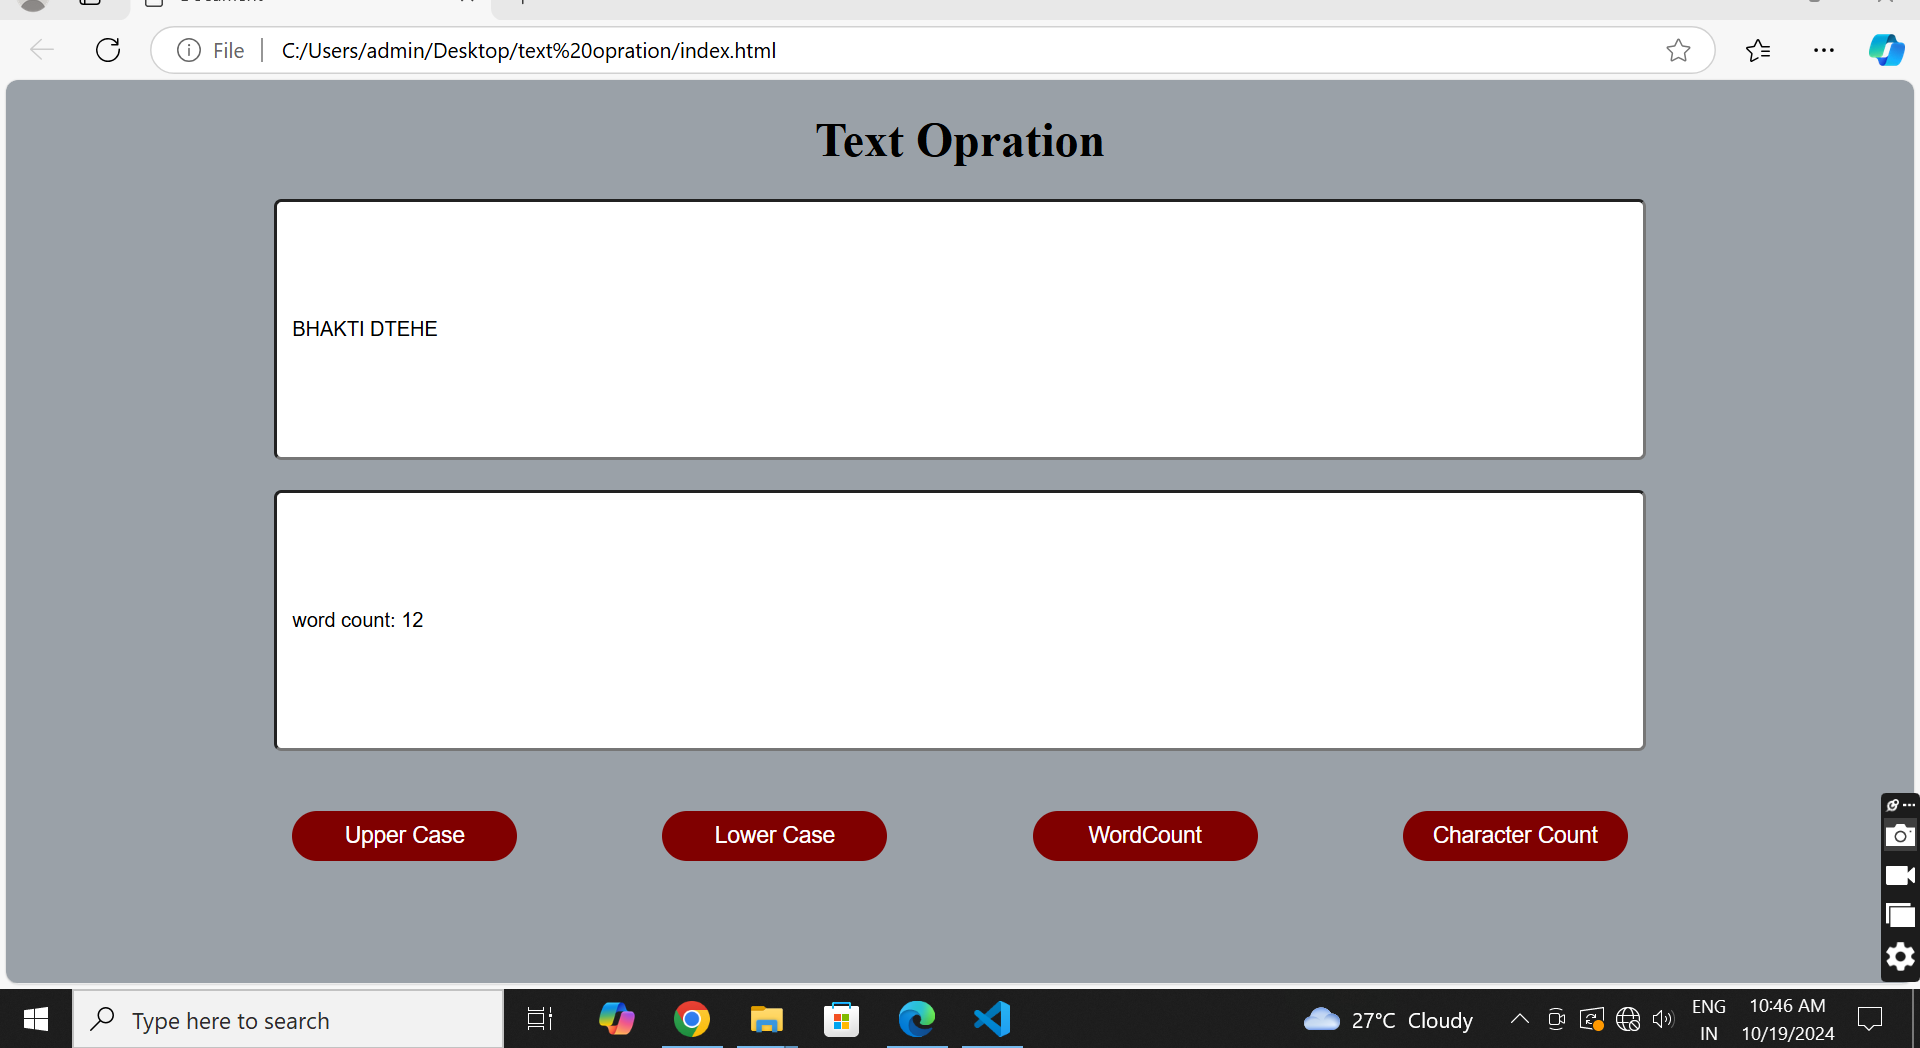 File C:/Users/admin/Desktop/text%20opration/index.html
Text Opration
BHAKTI DTEHE
word count: 12
Upper Case Lower Case WordCount Character Count
Type here to search
27°C Cloudy
ENG
IN
10:46 AM
10/19/2024